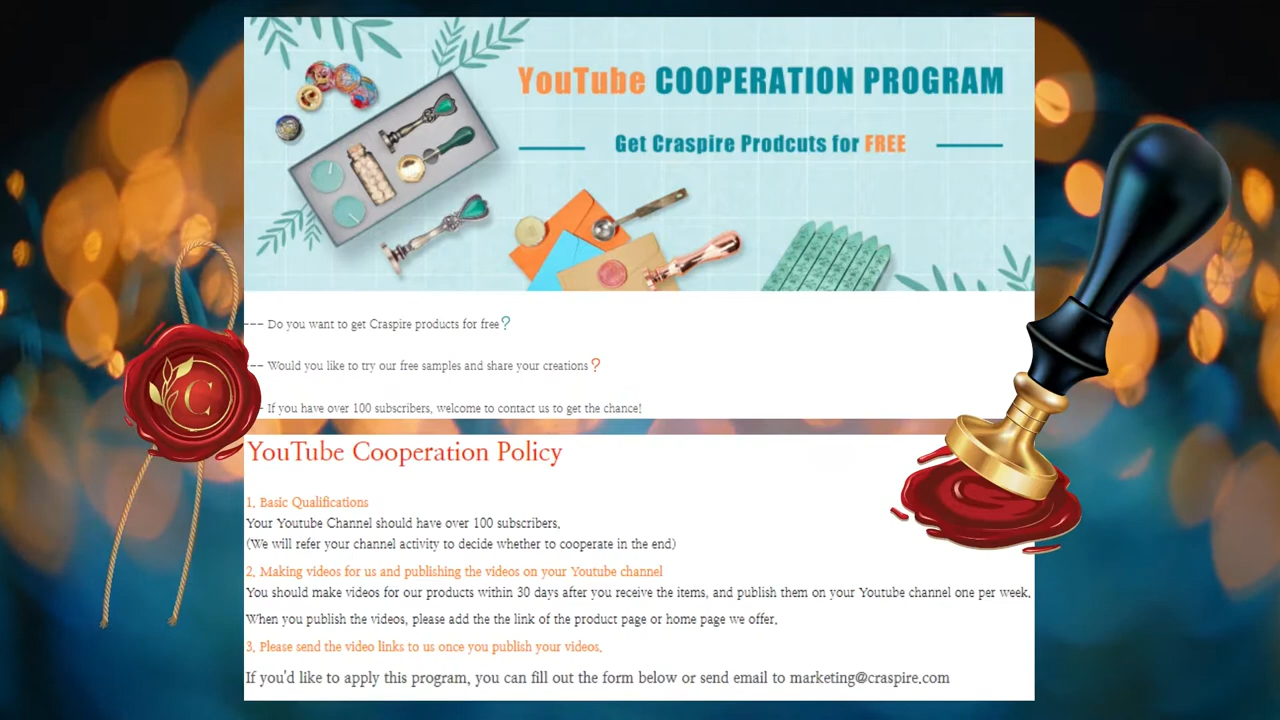 YouTube COOPERATION PROGRAM
Get Craspire Prodcuts for FREE
--- Do you want to get Craspire products for free?
-- Would you like to try our free samples and share your creations?
- If you have over 100 subscribers, welcome to contact us to get the chance!
C
YouTube Cooperation Policy
1. Basic Qualifications
Your Youtube Channel should have over 100 subscribers.
(We will refer your channel activity to decide whether to cooperate in the end)
2. Making videos for us and publishing the videos on your Youtube channel
You should make videos for our products within 30 days after you receive the items, and publish them on your Youtube channel one per week.
When you publish the videos, please add the the link of the product page or home page we offer.
3. Please send the video links to us once you publish your videos.
If you'd like to apply this program, you can fill out the form below or send email to marketing@craspire.com